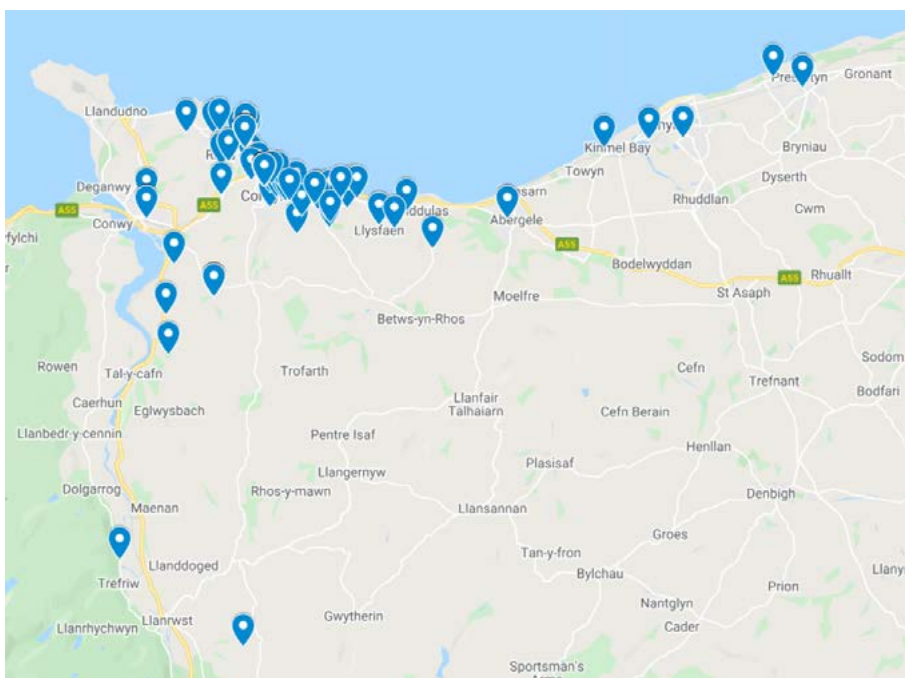 Gronant
Llandudno
Bryniau
Kinmel Bay
Towyn
Dyserth
Deganwy
Rhuddlan
A55
A55
Cwm
Conwy
Abergele
Llysfaen
A55
Bodelwyddan
A55
Rhuallt
St Asaph
Moelfre
Betws-yn-Rhos
Rowen
Tal-y-cafn
Trofarth
Cefn
Trefnant
Sodom
Bodfari
Caerhun
Eglwysbach
Llanfair
Talhaiarn
Cefn Berain
Llanbedr-y-cennin
Pentre Isaf
Henllan
Llangernyw
Plasisaf
Dolgarrog
Rhos-y-mawn
Denbigh
Maenan
Llansannan
Groes
Tan-y-fron
Llanddoged
Bylchau
Trefriw
Prion
Nantglyn
Llanrhychwyn
Llanrwst
Gwytherin
Cader
Sportsman's